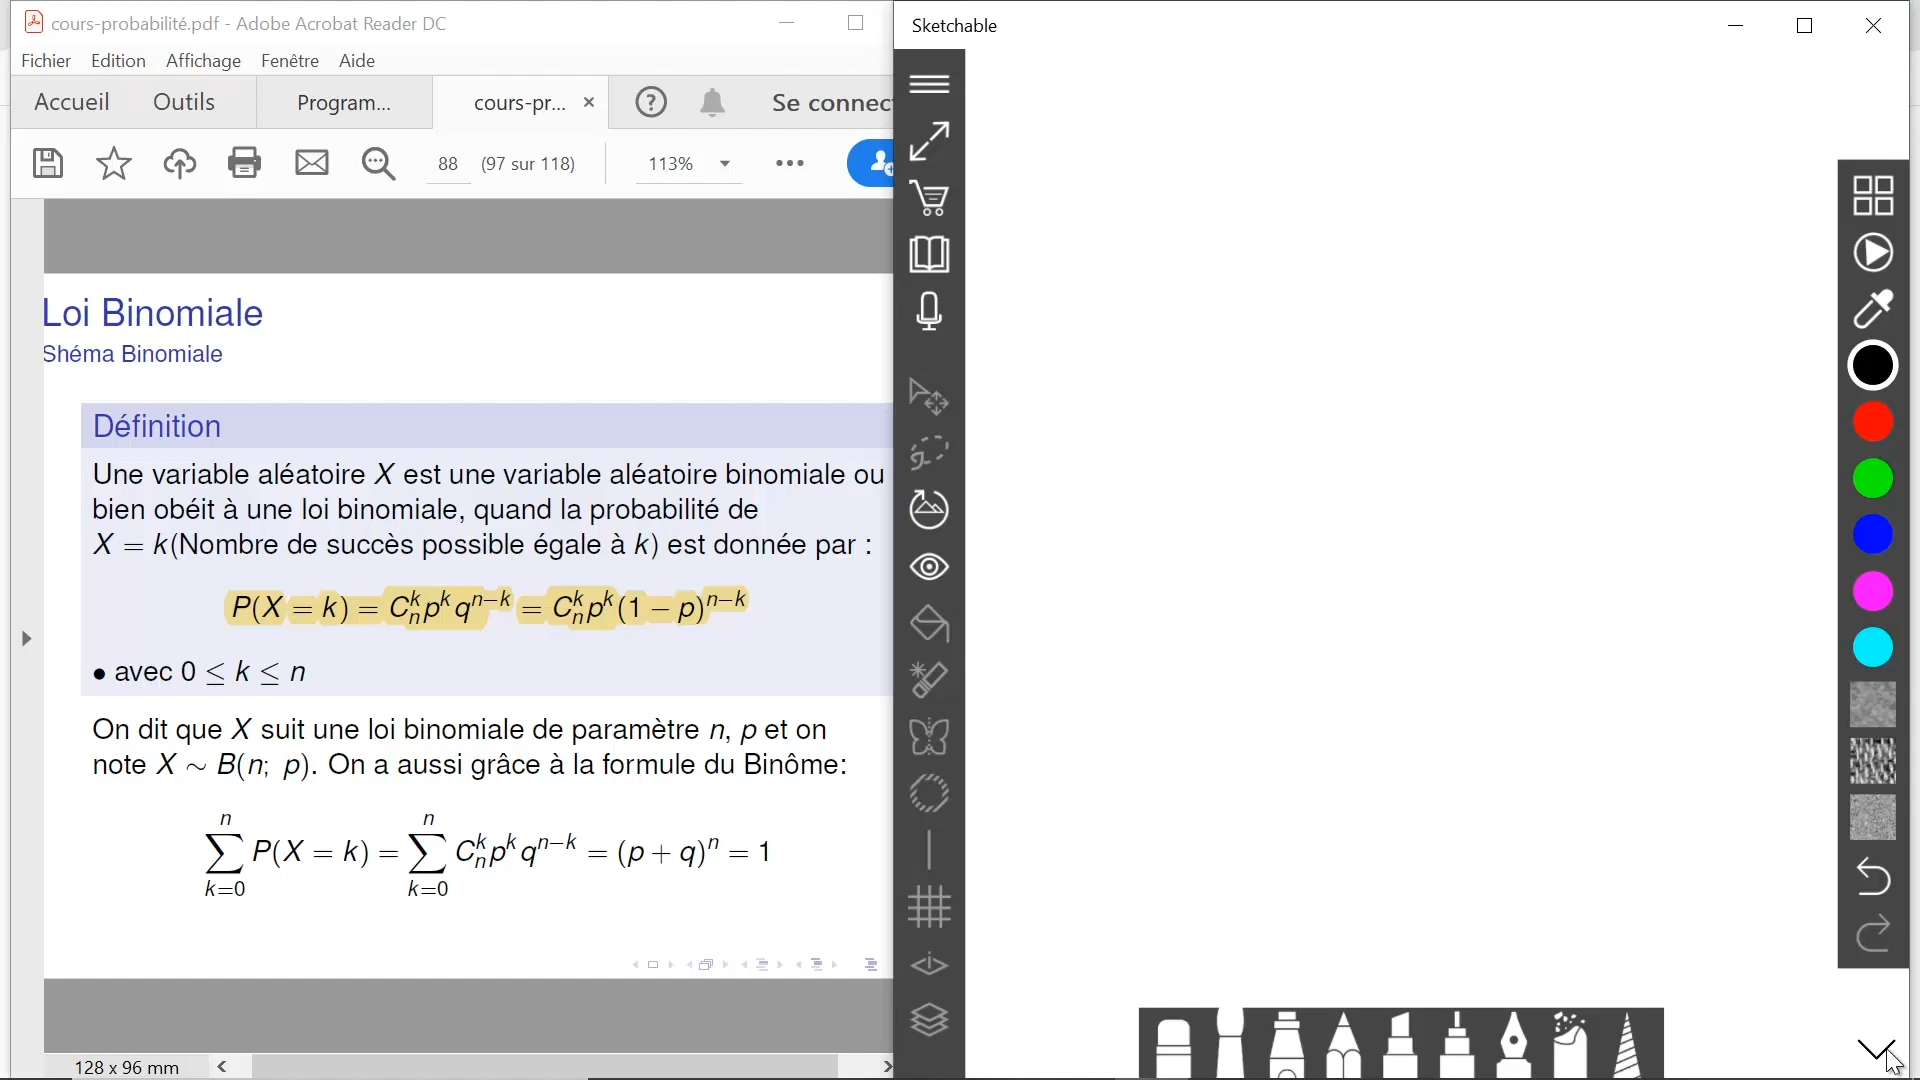 cours-probabilité.pdf - Adobe Acrobat Reader DC
Fichier Edition Affichage Fenêtre Aide
Accueil Outils Program... cours-pr... × ? Se connec
88 (97 sur 118) 113%
Loi Binomiale
Shéma Binomiale
Définition
Une variable aléatoire X est une variable aléatoire binomiale ou
bien obéit à une loi binomiale, quand la probabilité de
X = k(Nombre de succès possible égale à k) est donnée par :
P(X = k) = C_n^k p^k q^{n−k} = C_n^k p^k (1 − p)^{n−k}
• avec 0 ≤ k ≤ n
On dit que X suit une loi binomiale de paramètre n, p et on
note X ∼ B(n; p). On a aussi grâce à la formule du Binôme:
∑_{k=0}^{n} P(X = k) = ∑_{k=0}^{n} C_n^k p^k q^{n−k} = (p + q)^n = 1
128 x 96 mm
Sketchable